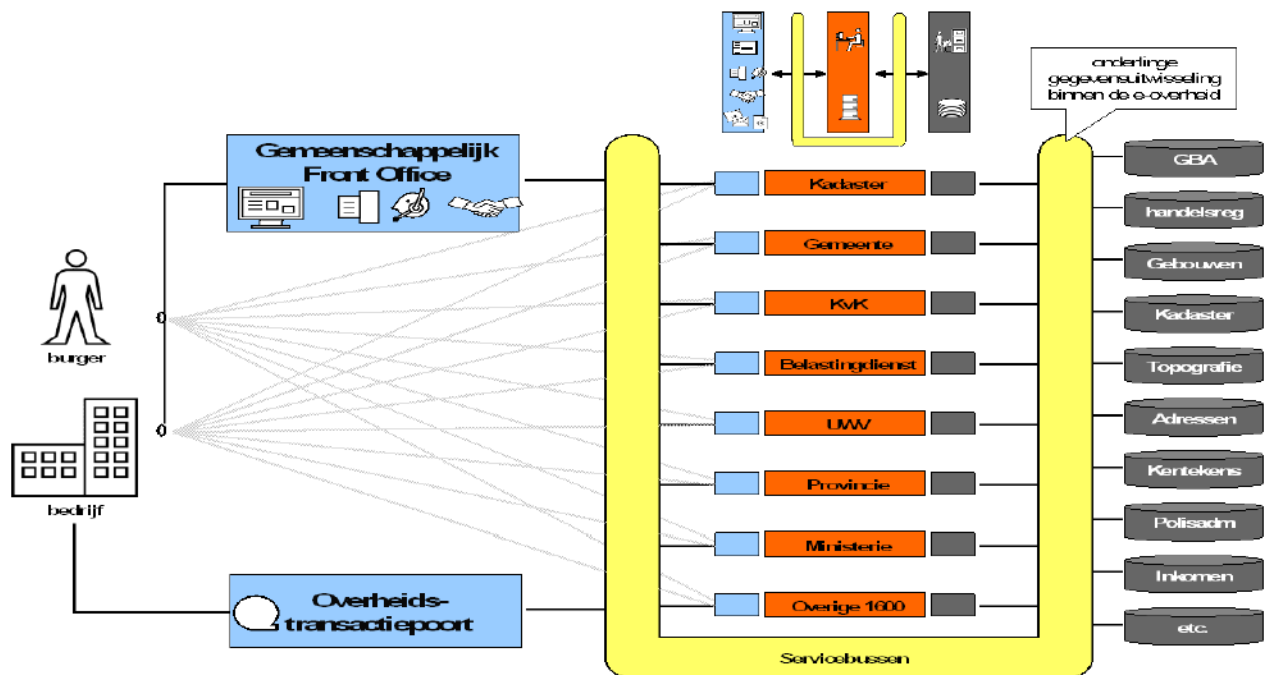 onderlinge
gegevensuitwisseling
binnen de e-overheid
Gemeenschappelijk
Front Office
burger
bedrijf
Overheids-
transactiepoort
Kadaster
Gemeente
KvK
Belastingdienst
UWV
Provincie
Ministerie
Overige 1600
Servicebussen
GBA
handelsreg
Gebouwen
Kadaster
Topografie
Adressen
Kentekens
Polisadm
Inkomen
etc.